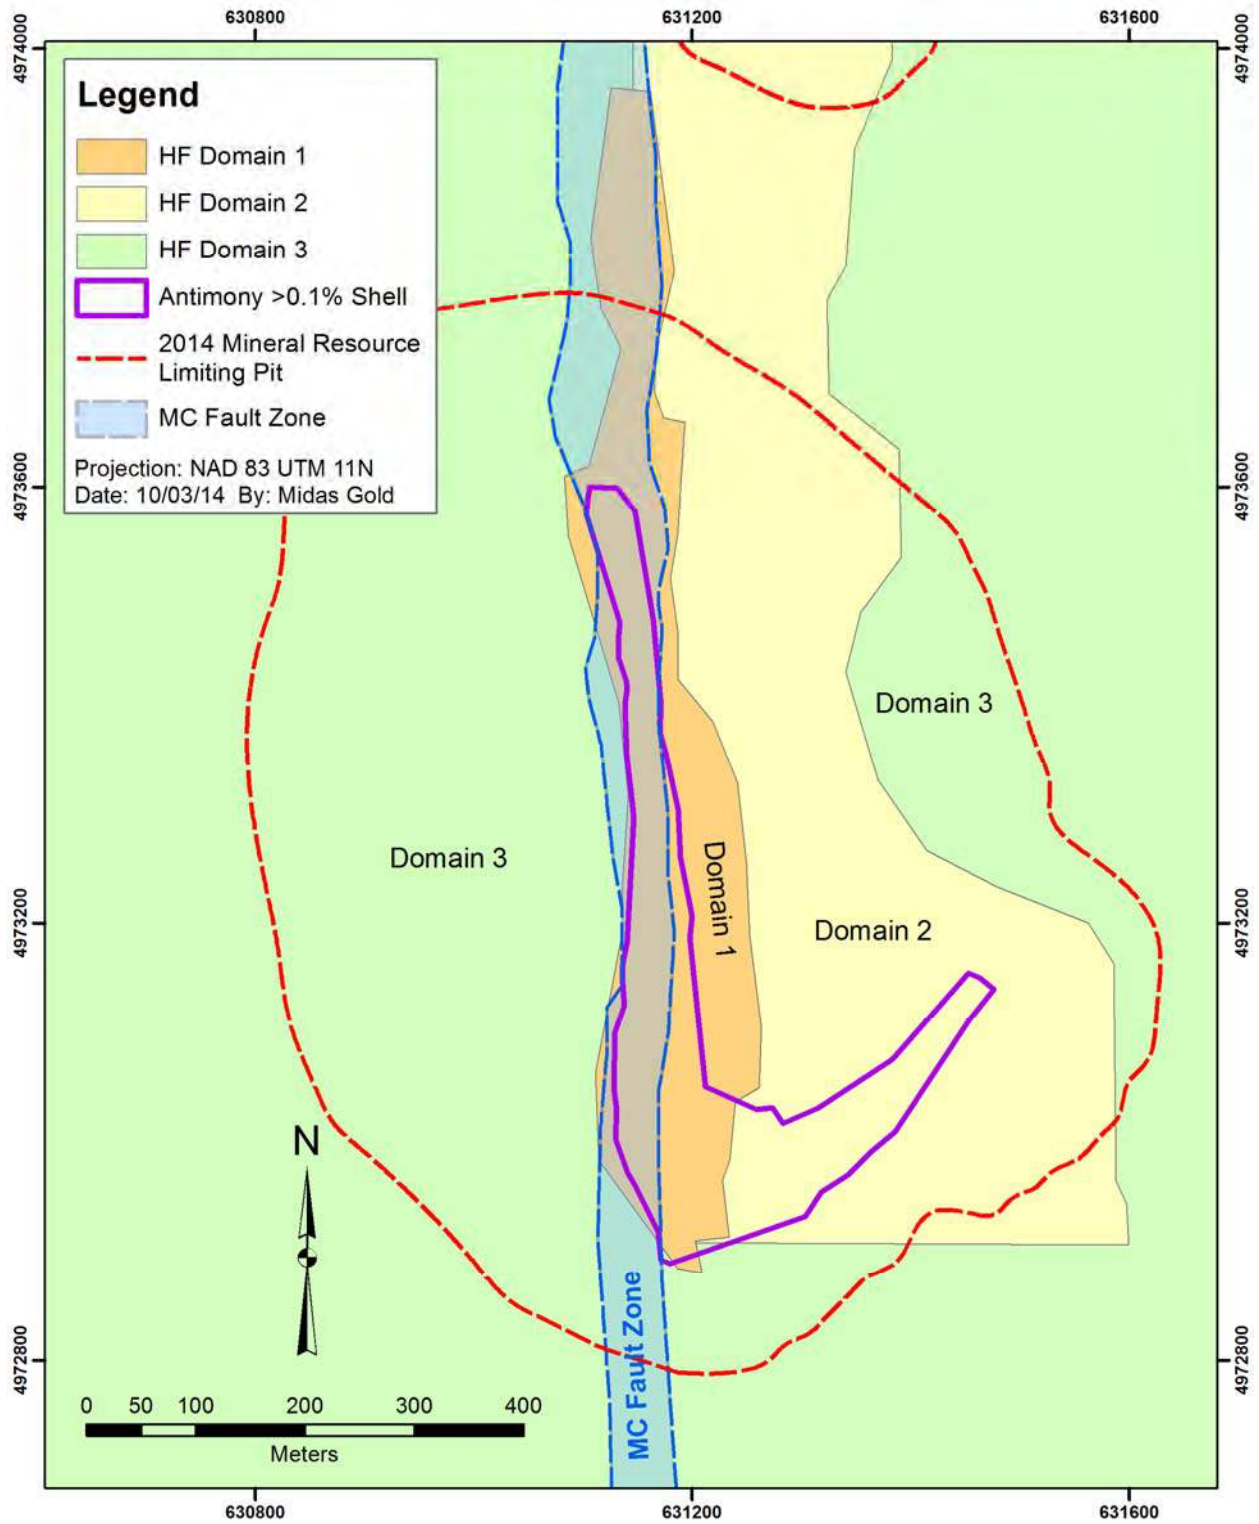 630800
631200
631600
4974000
4974000
Legend
HF Domain 1
HF Domain 2
HF Domain 3
Antimony >0.1% Shell
2014 Mineral Resource
Limiting Pit
MC Fault Zone
Projection: NAD 83 UTM 11N
Date: 10/03/14 By: Midas Gold
4973600
4973600
Domain 3
Domain 3
Domain 1
Domain 2
4973200
4973200
N
MC Fault Zone
4972800
4972800
0 50 100 200 300 400
Meters
630800
631200
631600